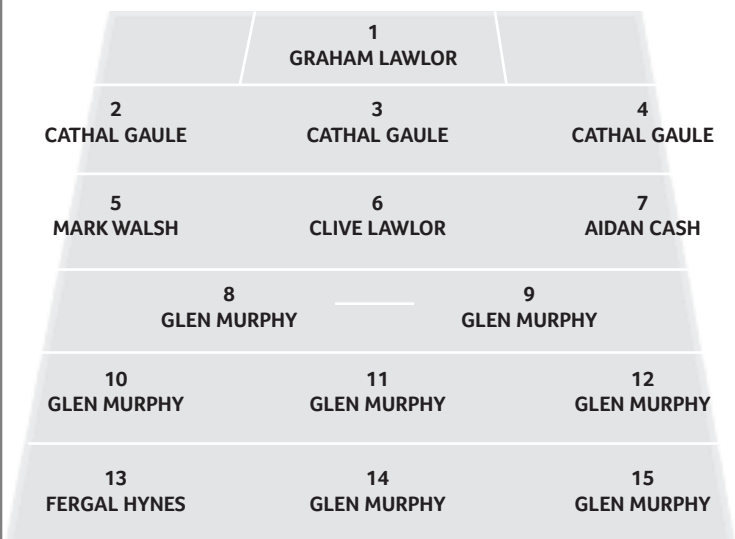 1
GRAHAM LAWLOR
2 3 4
CATHAL GAULE CATHAL GAULE CATHAL GAULE
5 6 7
MARK WALSH CLIVE LAWLOR AIDAN CASH
8 9
GLEN MURPHY GLEN MURPHY
10 11 12
GLEN MURPHY GLEN MURPHY GLEN MURPHY
13 14 15
FERGAL HYNES GLEN MURPHY GLEN MURPHY